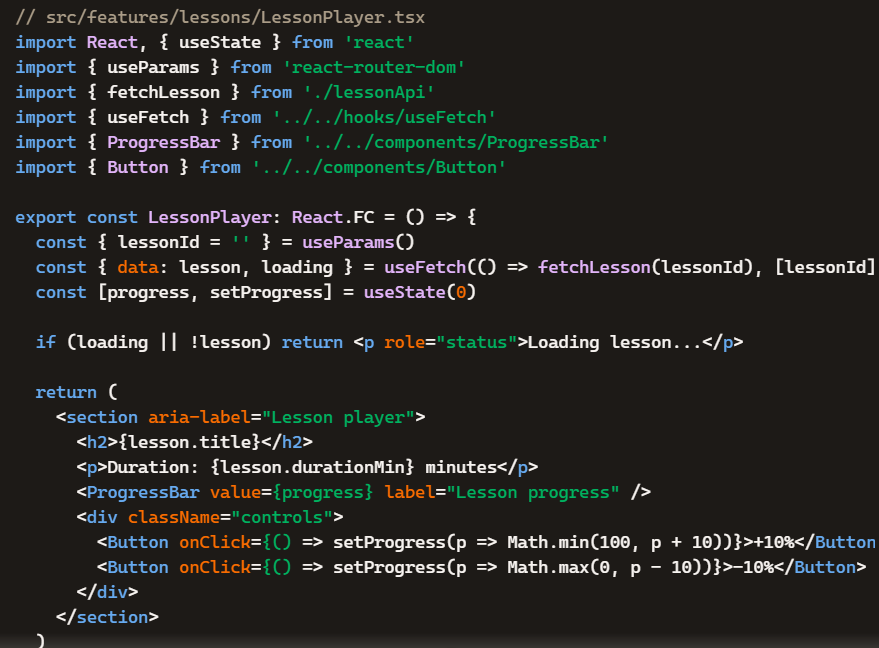 // src/features/lessons/LessonPlayer.tsx
import React, { useState } from 'react'
import { useParams } from 'react-router-dom'
import { fetchLesson } from './lessonApi'
import { useFetch } from '../../hooks/useFetch'
import { ProgressBar } from '../../components/ProgressBar'
import { Button } from '../../components/Button'

export const LessonPlayer: React.FC = () => {
  const { lessonId = '' } = useParams()
  const { data: lesson, loading } = useFetch(() => fetchLesson(lessonId), [lessonId]
  const [progress, setProgress] = useState(0)

  if (loading || !lesson) return <p role="status">Loading lesson...</p>

  return (
    <section aria-label="Lesson player">
      <h2>{lesson.title}</h2>
      <p>Duration: {lesson.durationMin} minutes</p>
      <ProgressBar value={progress} label="Lesson progress" />
      <div className="controls">
        <Button onClick={() => setProgress(p => Math.min(100, p + 10))}>+10%</Button
        <Button onClick={() => setProgress(p => Math.max(0, p - 10))}>-10%</Button>
      </div>
    </section>
  )